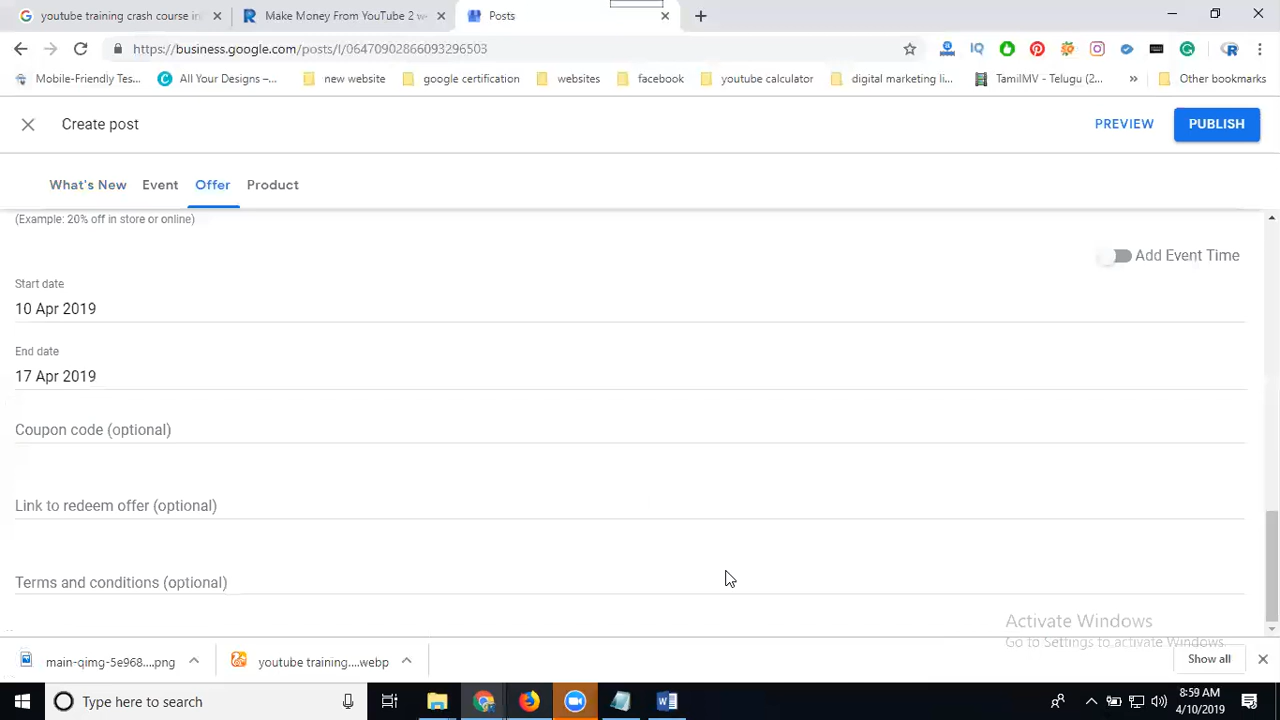 youtube training crash course in
Make Money From YouTube 2 w
Posts
https://business.google.com/posts/l/06470902866093296503
Mobile-Friendly Tes...
All Your Designs –...
new website
google certification
websites
facebook
youtube calculator
digital marketing li...
TamilMV - Telugu (2...
»
Other bookmarks
Create post
PREVIEW
PUBLISH
What's New
Event
Offer
Product
(Example: 20% off in store or online)
Add Event Time
Start date
10 Apr 2019
End date
17 Apr 2019
Coupon code (optional)
Link to redeem offer (optional)
Terms and conditions (optional)
Activate Windows
Go to Settings to activate Windows.
main-qimg-5e968....png
youtube training....webp
Show all
Type here to search
8:59 AM
4/10/2019